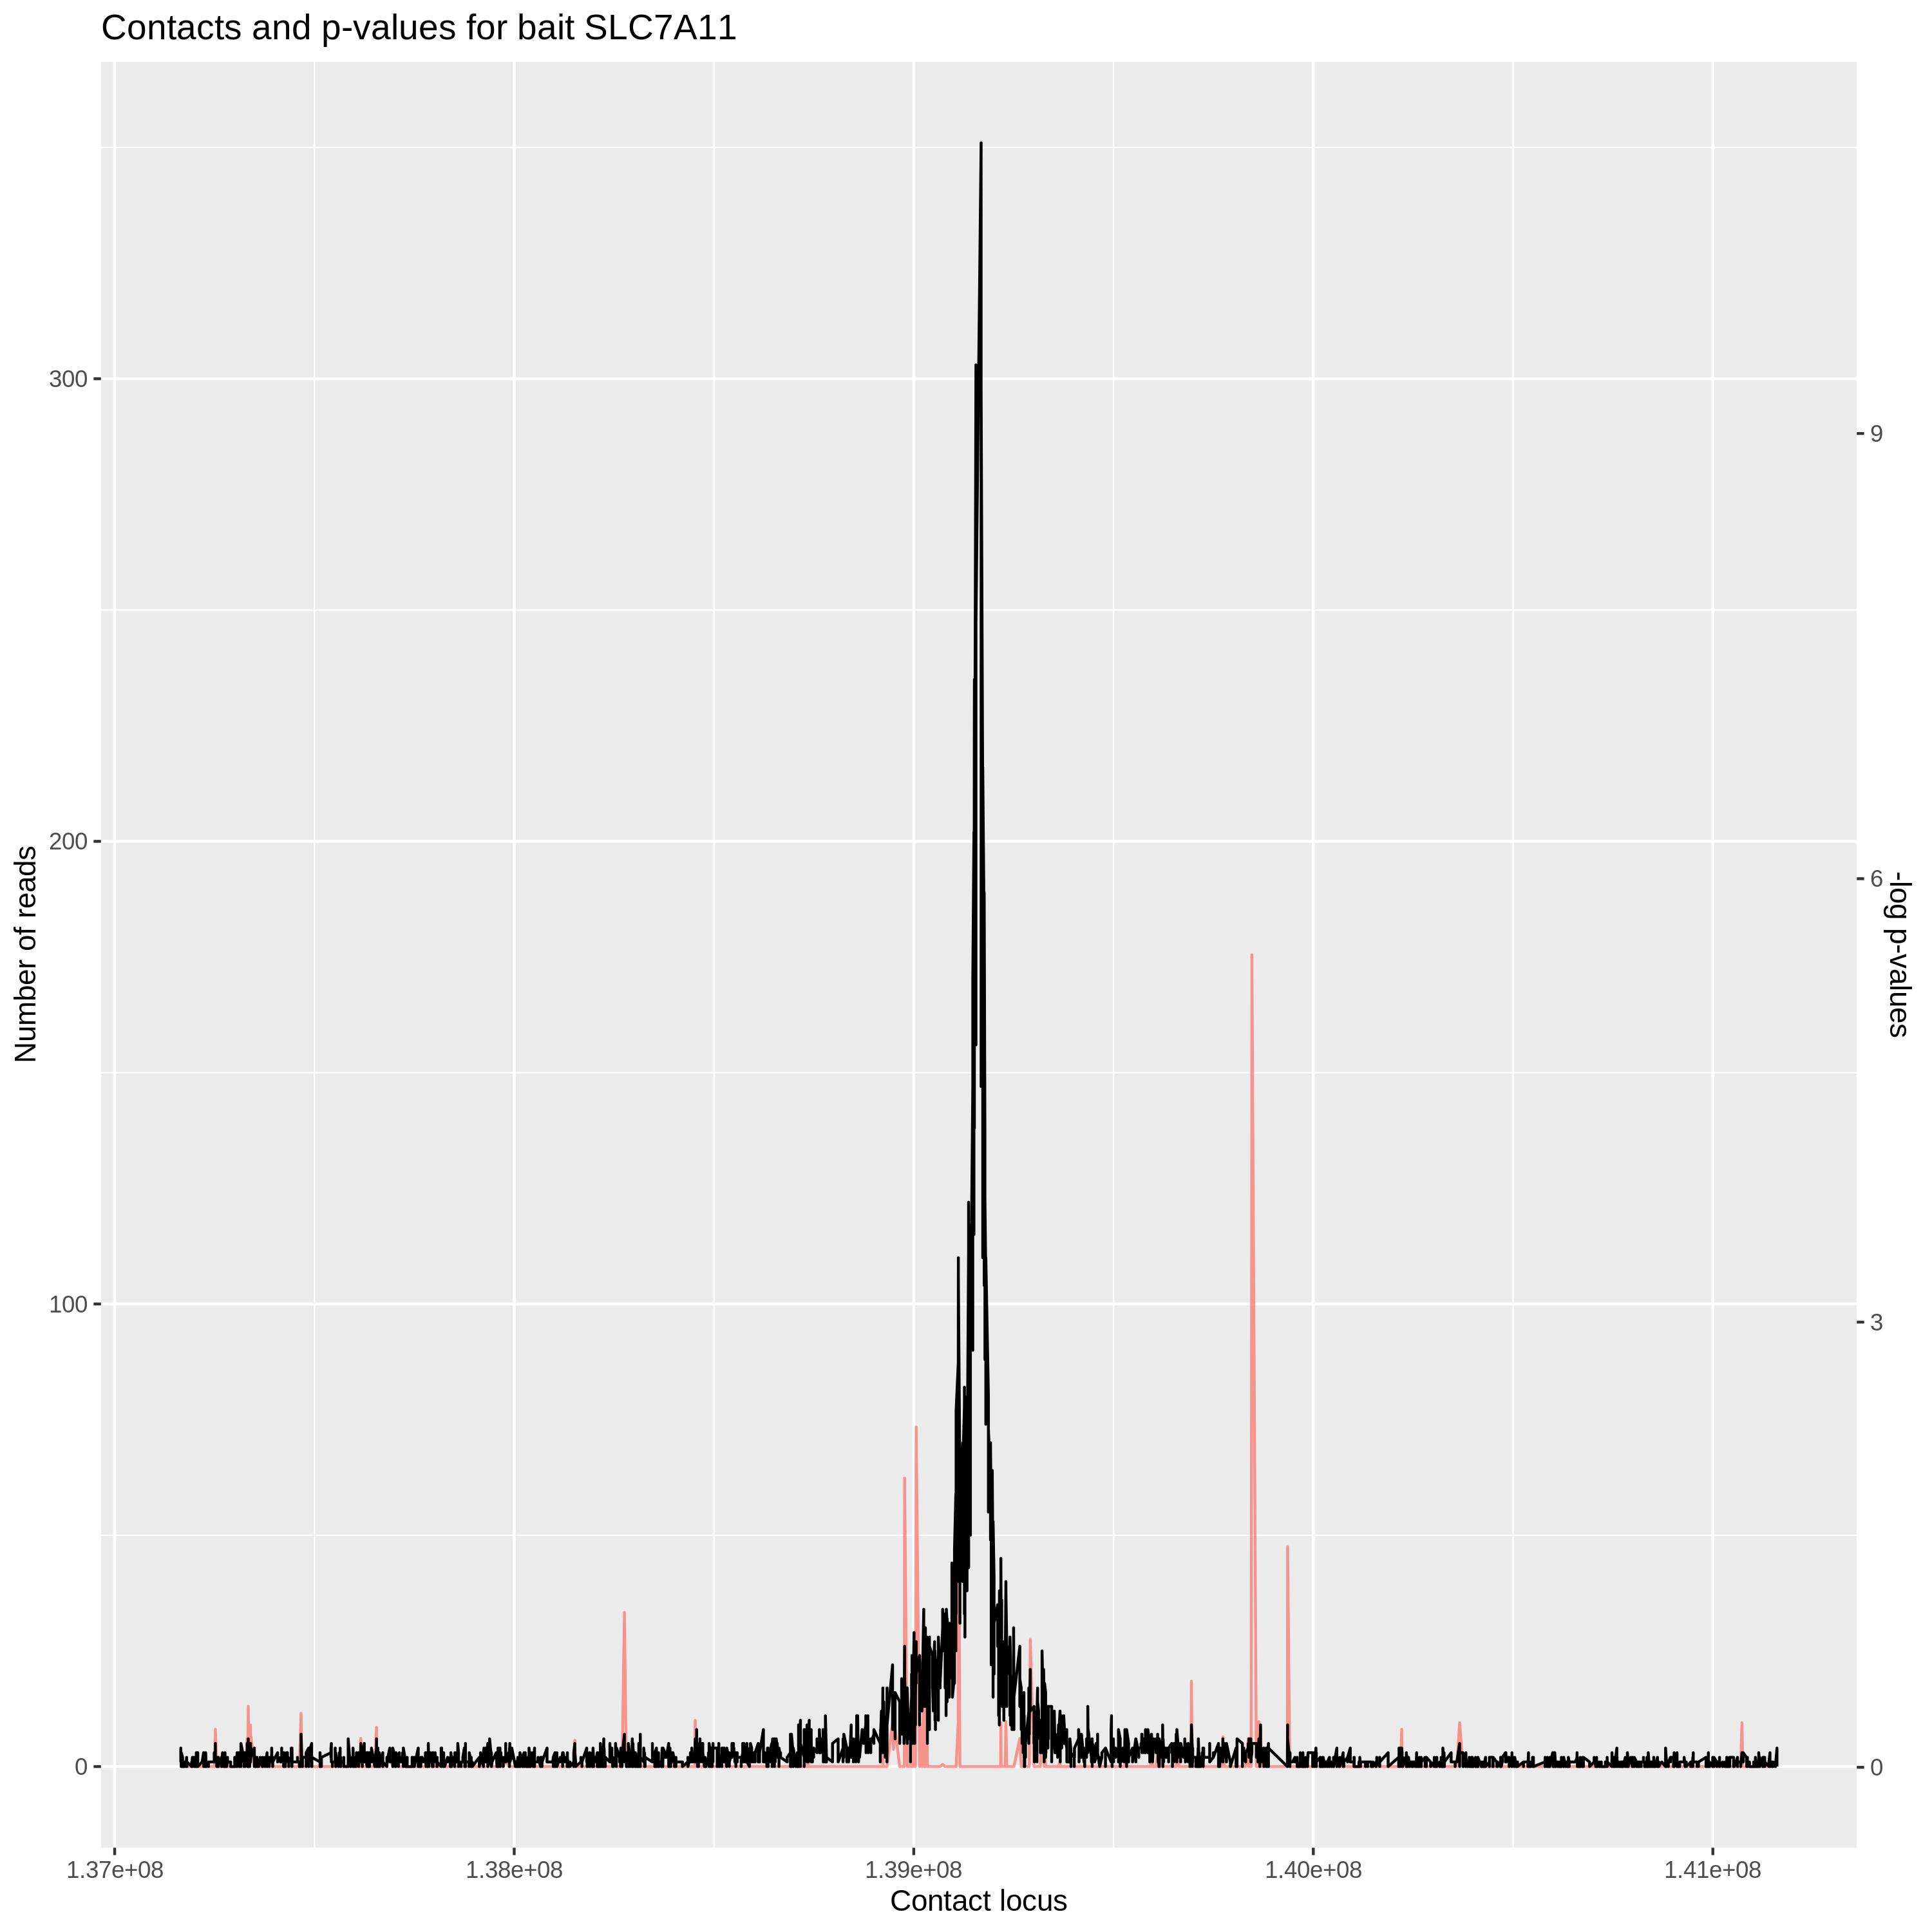 Contacts and p-values for bait SLC7A11
Number of reads
300
200
100
0
9
6
3
0
-log p-values
1.37e+08
1.38e+08
1.39e+08
1.40e+08
1.41e+08
Contact locus